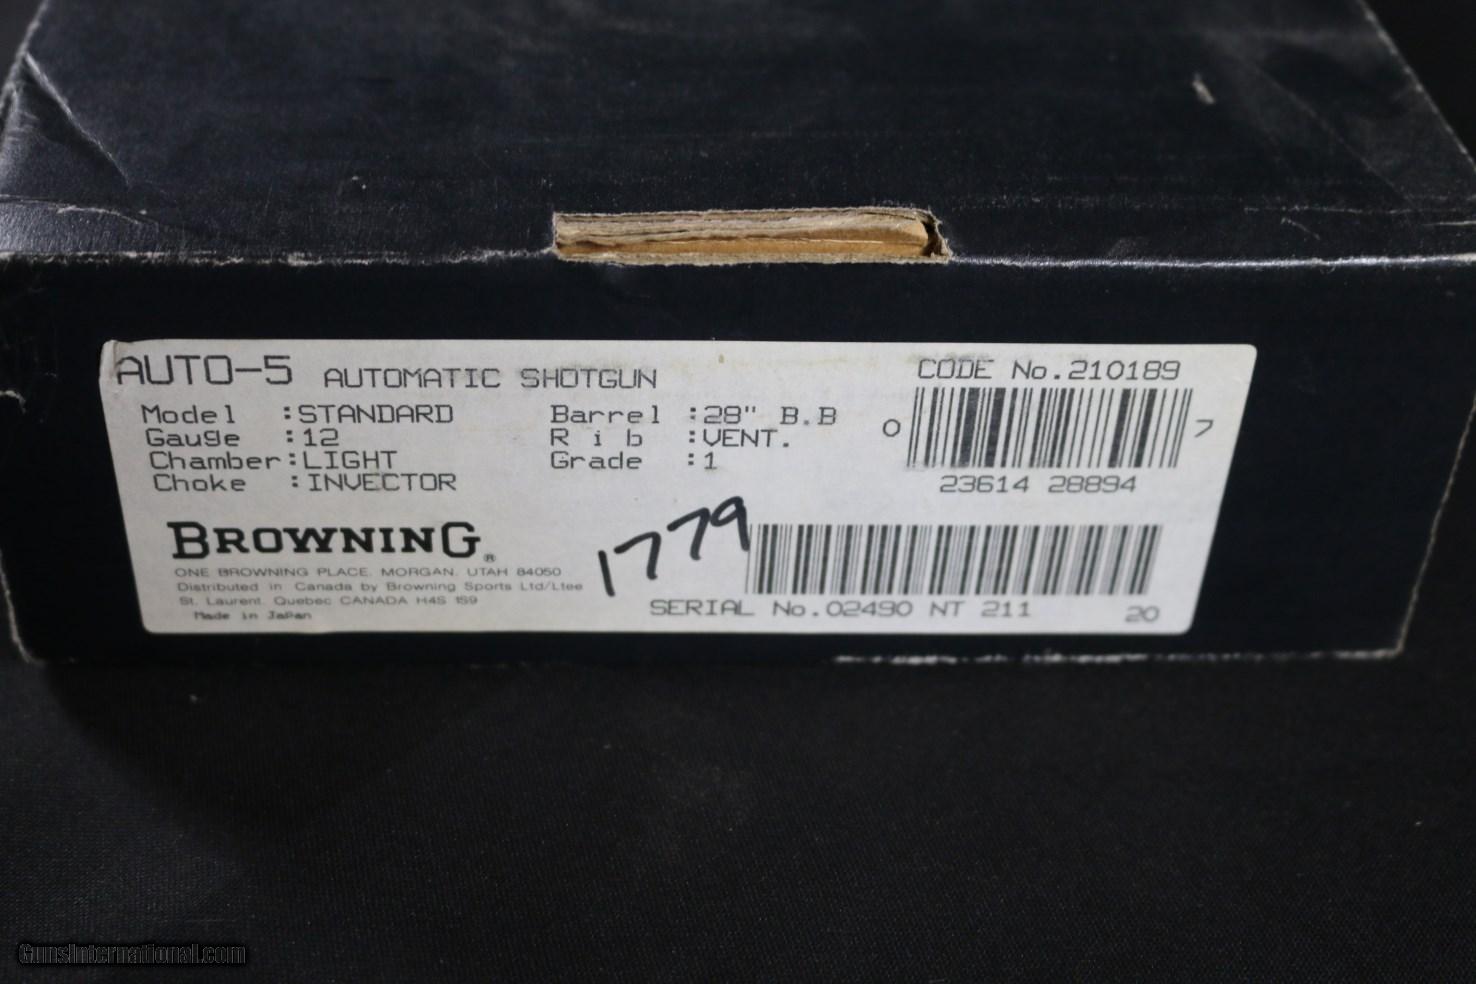 AUTO-5 AUTOMATIC SHOTGUN
CODE No.210189
Model :STANDARD Barrel :28" B.B
Gauge :12 R i b :VENT.
Chamber:LIGHT Grade :1
Choke :INVECTOR
0 7
23614 28894
BROWNING®
1779
ONE BROWNING PLACE, MORGAN, UTAH 84050
Distributed in Canada by Browning Sports Ltd/Ltee
St. Laurent, Quebec CANADA H4S 1S9
Made in Japan
SERIAL No.02490 NT 211 20
GunsInternational.com